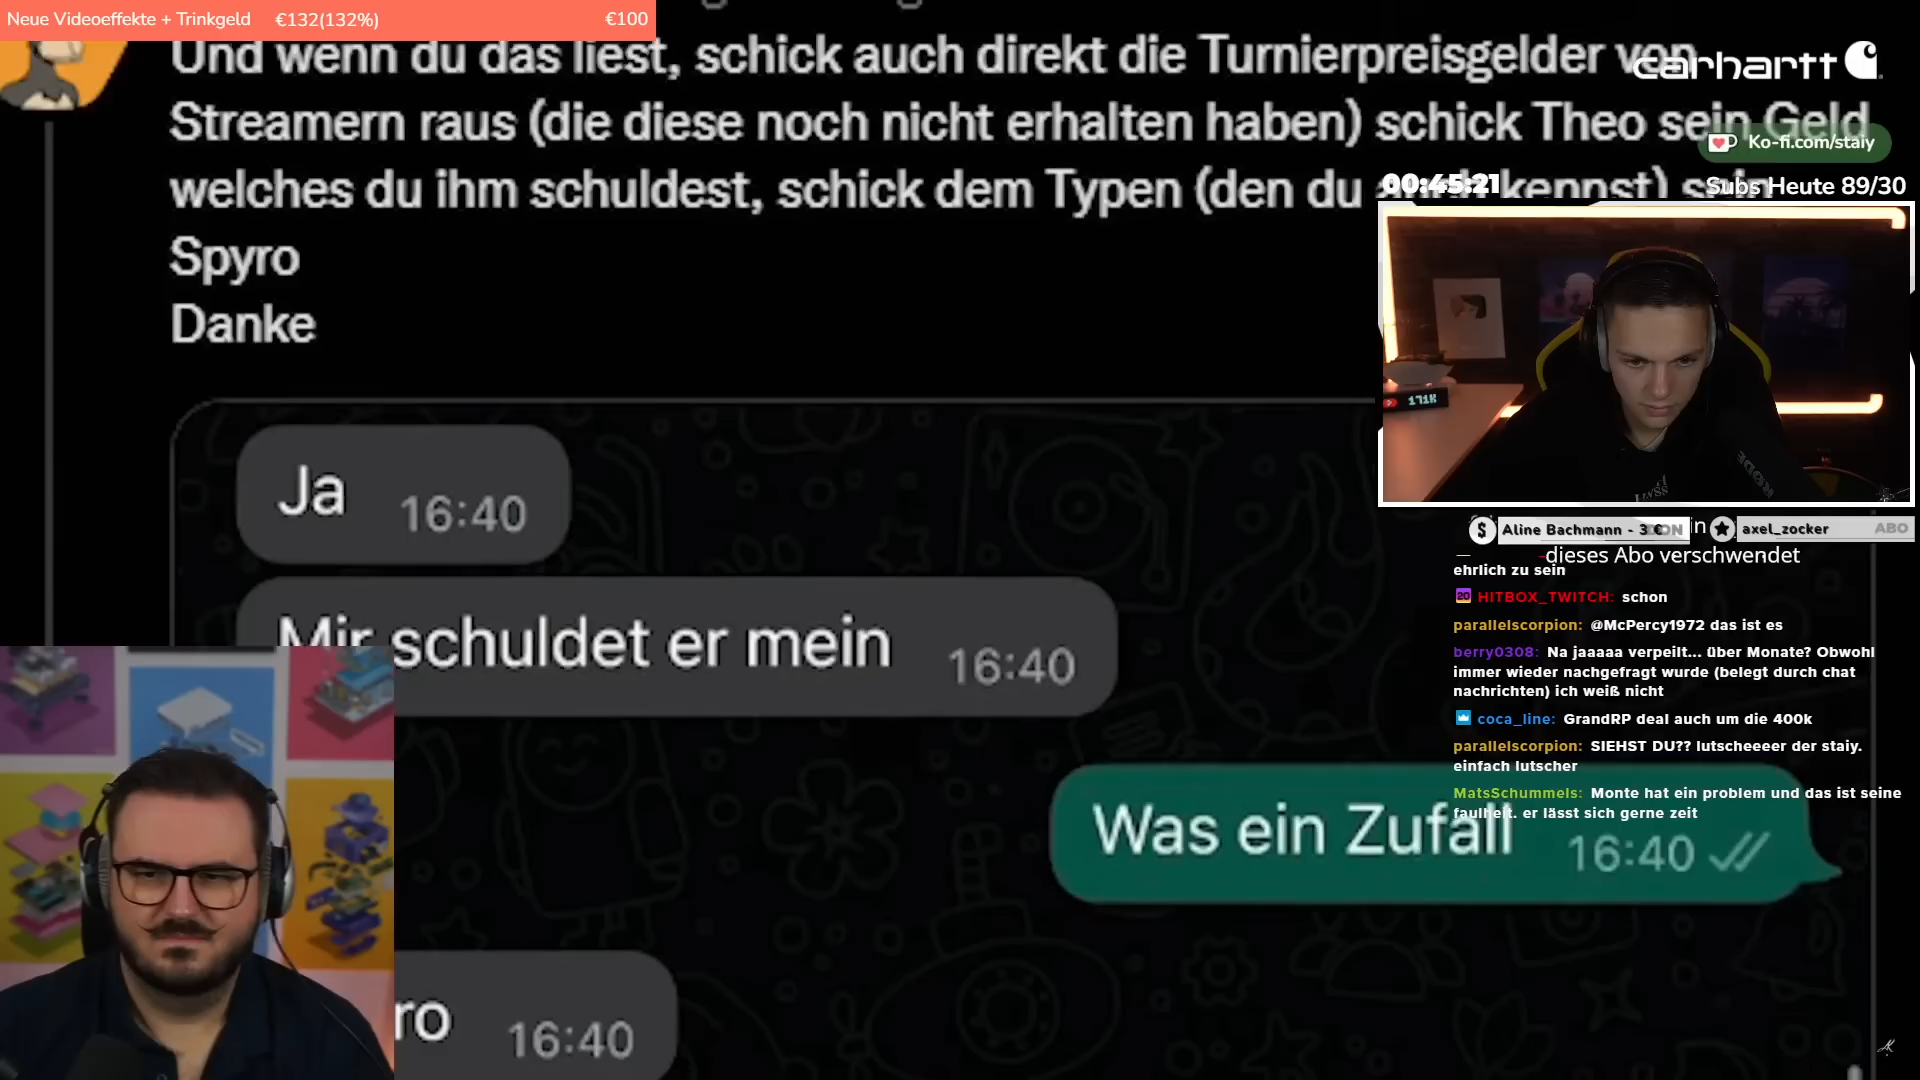 Neue Videoeffekte + Trinkgeld €132(132%) €100
Und wenn du das liest, schick auch direkt die Turnierpreisgelder von
carhartt
Streamern raus (die diese noch nicht erhalten haben) schick Theo sein Geld
Ko-fi.com/staiy
welches du ihm schuldest, schick dem Typen (den du kennst) sein
00:45:21
Subs Heute 89/30
Spyro
Danke
171K
Ja 16:40
Mir schuldet er mein 16:40
Was ein Zufall 16:40
ro 16:40
Aline Bachmann - 3 €
axel_zocker ABO
dieses Abo verschwendet
ehrlich zu sein
HITBOX_TWITCH: schon
parallelscorpion: @McPercy1972 das ist es
berry0308: Na jaaaaa verpeilt... über Monate? Obwohl
immer wieder nachgefragt wurde (belegt durch chat
nachrichten) ich weiß nicht
coca_line: GrandRP deal auch um die 400k
parallelscorpion: SIEHST DU?? lutscheeeer der staiy.
einfach lutscher
MatsSchummels: Monte hat ein problem und das ist seine
faulheit. er lässt sich gerne zeit